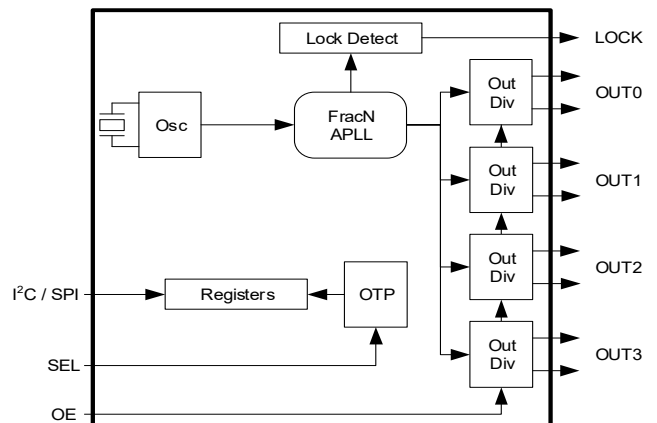 Lock Detect
LOCK
Out
Div
OUT0
Osc
FracN
APLL
Out
Div
OUT1
Out
Div
OUT2
I²C / SPI
Registers
OTP
Out
Div
OUT3
SEL
OE